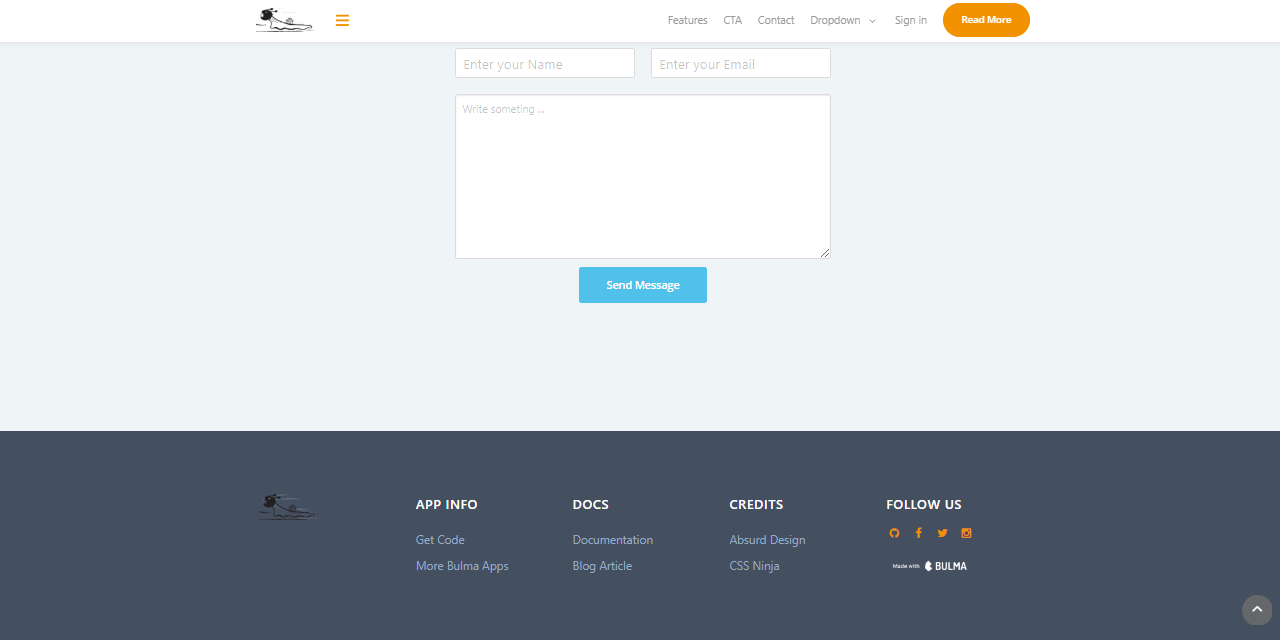 Features CTA Contact Dropdown Sign in Read More
Enter your Name Enter your Email
Write someting ...
Send Message
APP INFO DOCS CREDITS FOLLOW US
Get Code Documentation Absurd Design
More Bulma Apps Blog Article CSS Ninja Made with BULMA